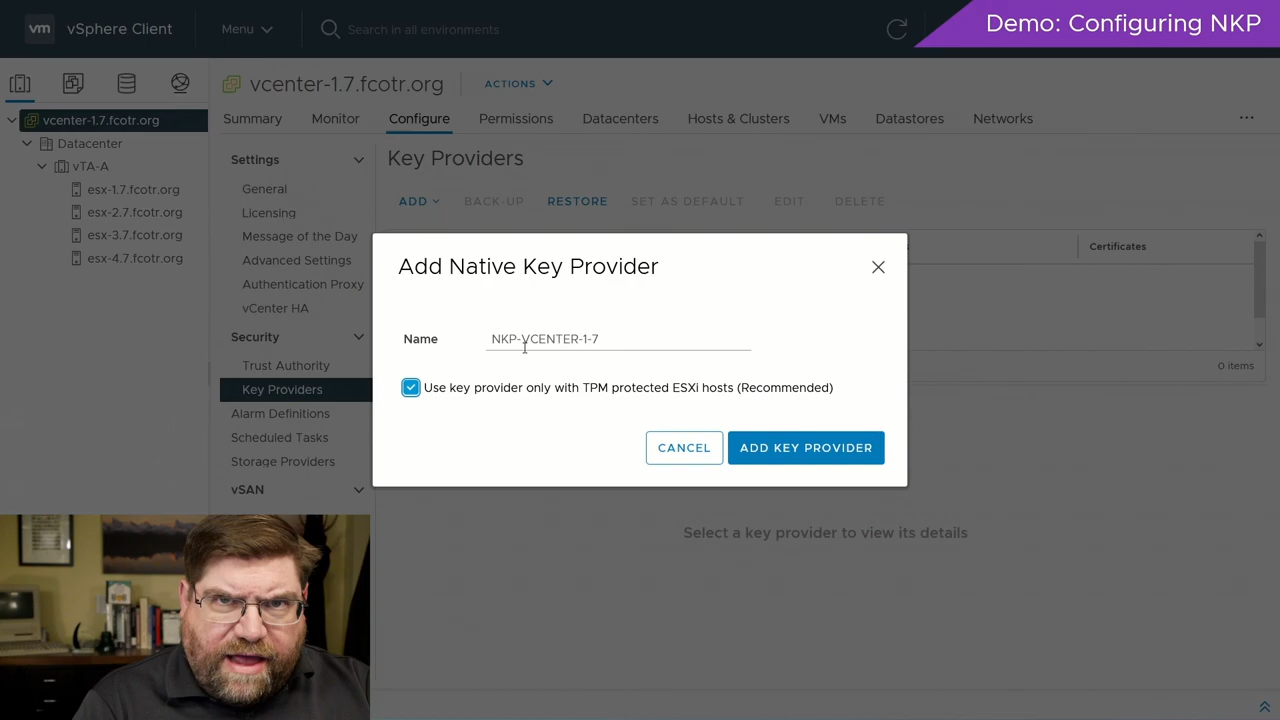 vm vSphere Client Menu Search in all environments
Demo: Configuring NKP
vcenter-1.7.fcotr.org
Datacenter
vTA-A
esx-1.7.fcotr.org
esx-2.7.fcotr.org
esx-3.7.fcotr.org
esx-4.7.fcotr.org
vcenter-1.7.fcotr.org ACTIONS
Summary Monitor Configure Permissions Datacenters Hosts & Clusters VMs Datastores Networks ...
Settings
General
Licensing
Message of the Day
Advanced Settings
Authentication Proxy
vCenter HA
Security
Trust Authority
Key Providers
Alarm Definitions
Scheduled Tasks
Storage Providers
vSAN
Key Providers
ADD BACK-UP RESTORE SET AS DEFAULT EDIT DELETE
Certificates
0 items
Add Native Key Provider
Name NKP-VCENTER-1-7
Use key provider only with TPM protected ESXi hosts (Recommended)
CANCEL ADD KEY PROVIDER
Select a key provider to view its details